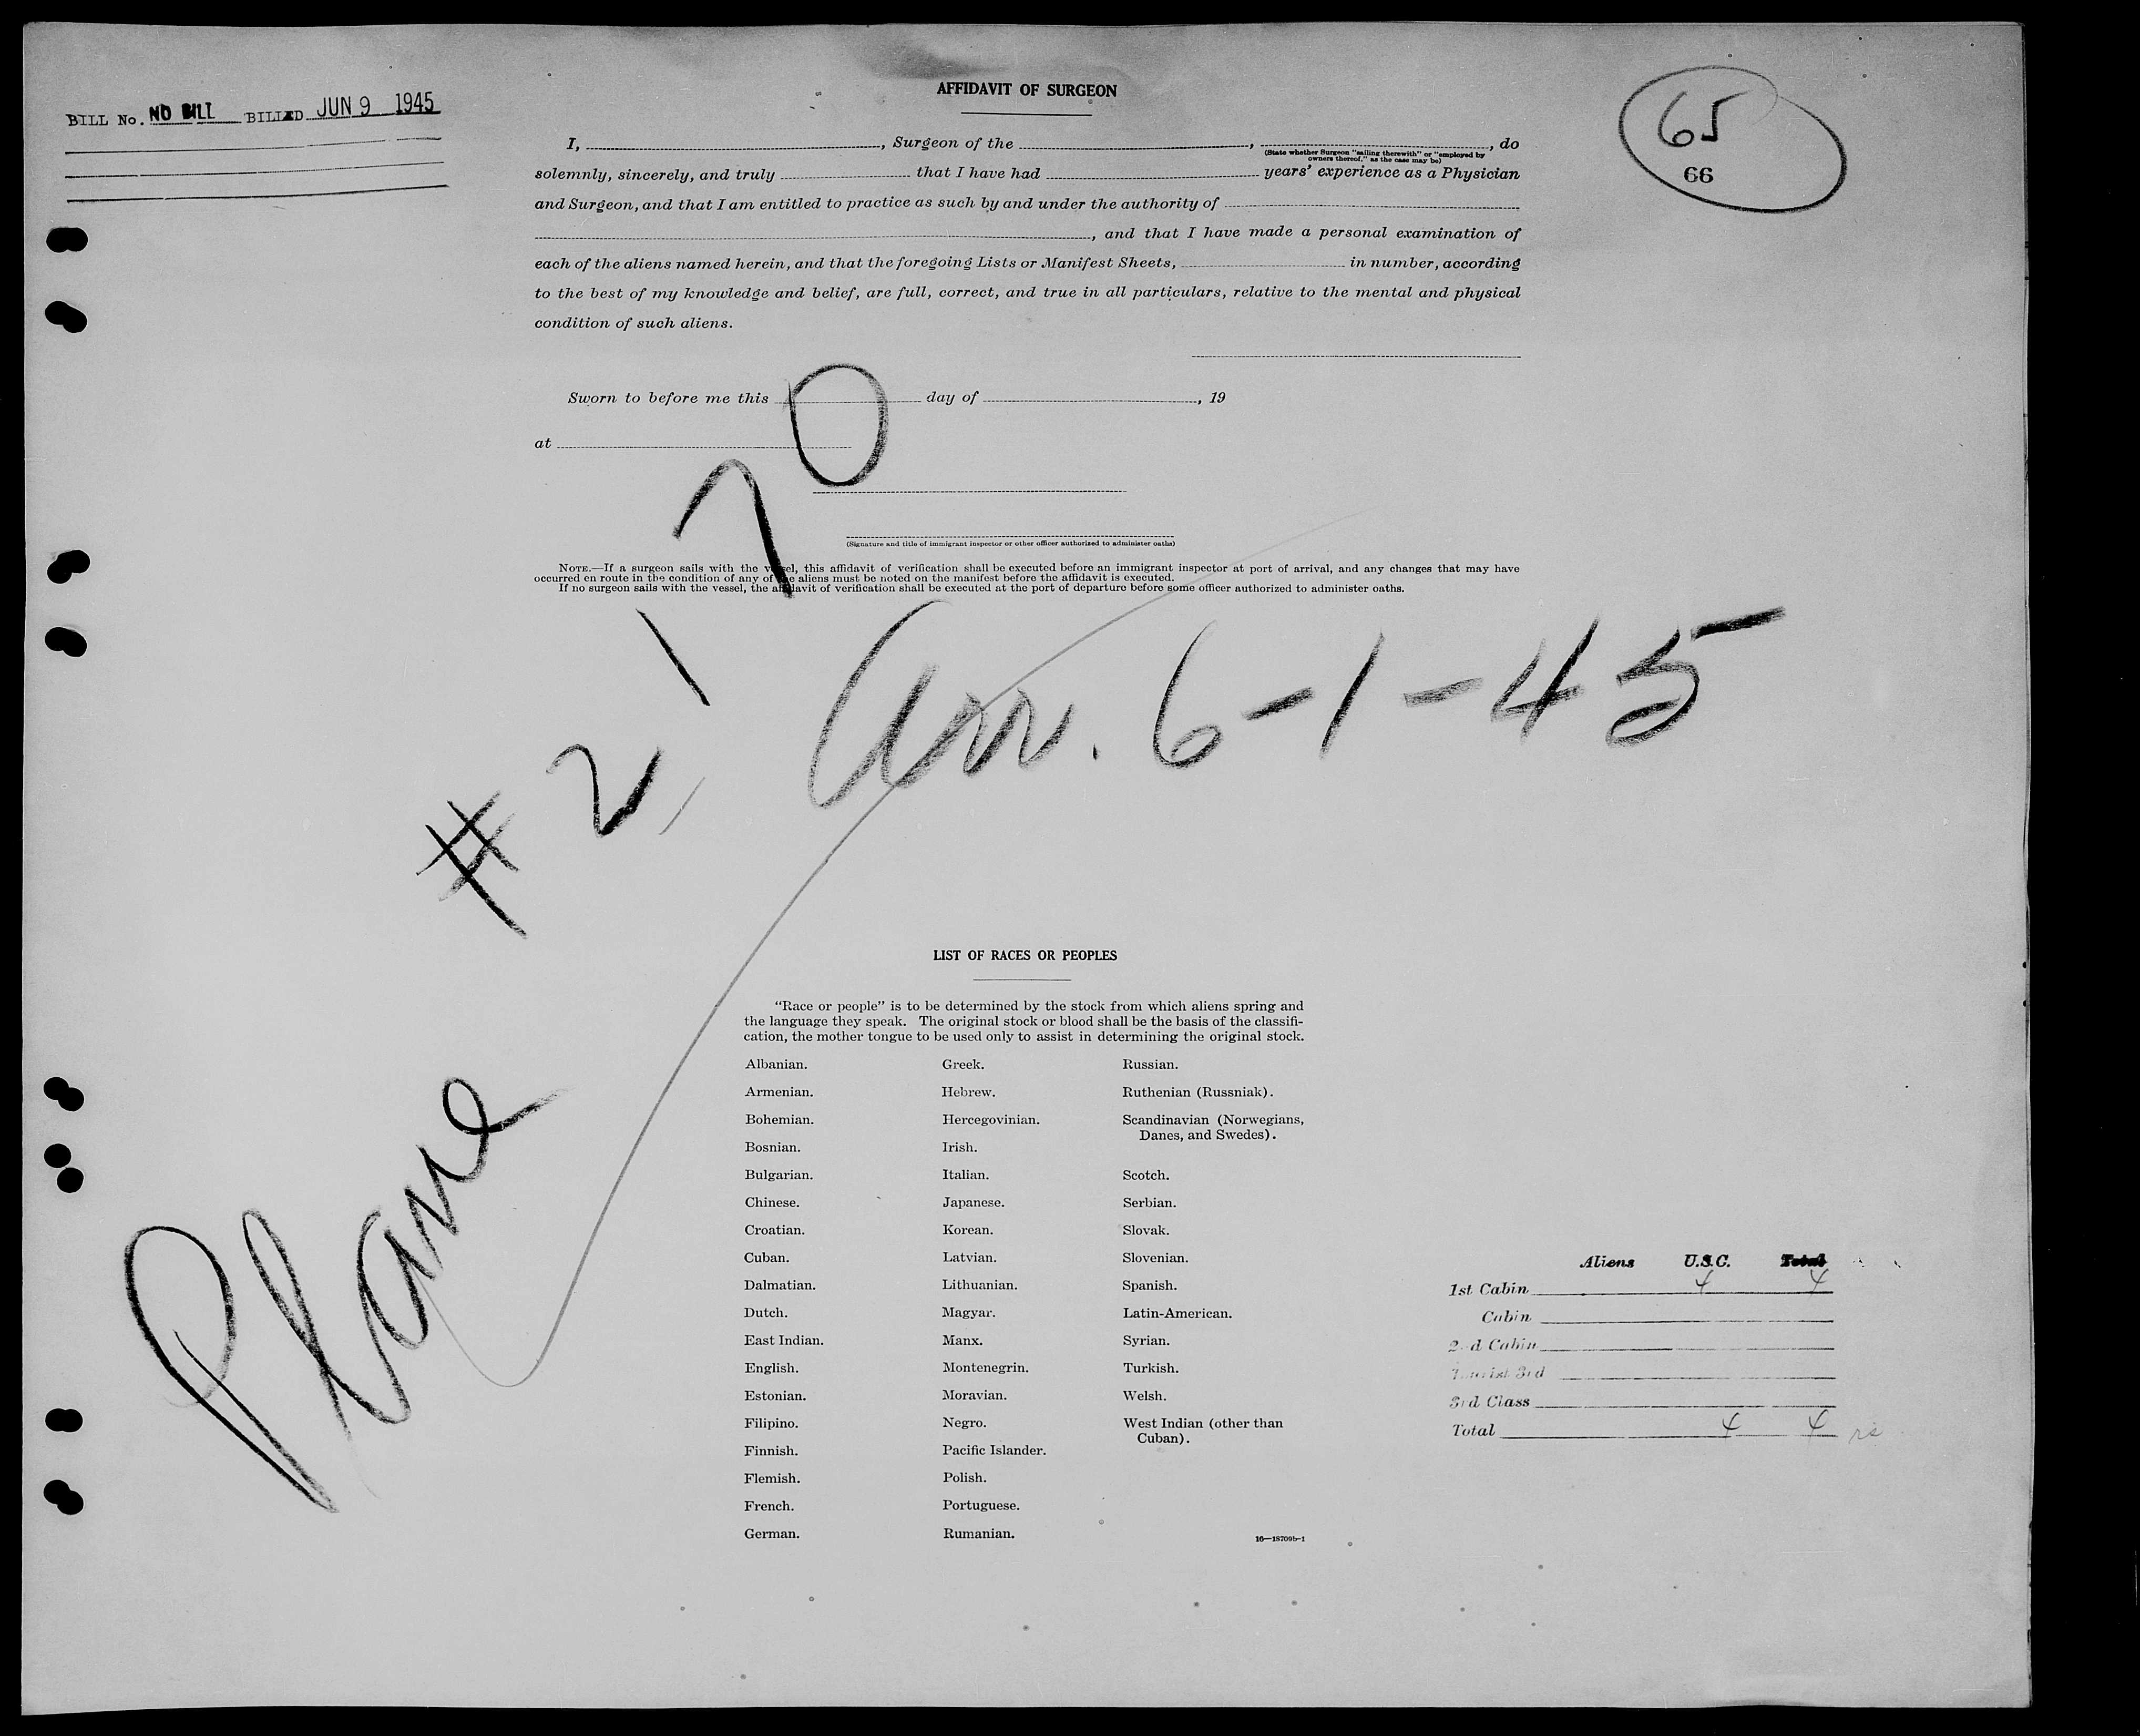 BILL No. NO BILL BILLED JUN 9 1945
65
66
AFFIDAVIT OF SURGEON
I, , Surgeon of the , , do
(State whether Surgeon "sailing therewith" or "employed by
owners thereof," as the case may be)
solemnly, sincerely, and truly that I have had years' experience as a Physician
and Surgeon, and that I am entitled to practice as such by and under the authority of
, and that I have made a personal examination of
each of the aliens named herein, and that the foregoing Lists or Manifest Sheets, in number, according
to the best of my knowledge and belief, are full, correct, and true in all particulars, relative to the mental and physical
condition of such aliens.
Sworn to before me this day of , 19
at
(Signature and title of immigrant inspector or other officer authorized to administer oaths)
NOTE.—If a surgeon sails with the vessel, this affidavit of verification shall be executed before an immigrant inspector at port of arrival, and any changes that may have
occurred en route in the condition of any of the aliens must be noted on the manifest before the affidavit is executed.
If no surgeon sails with the vessel, the affidavit of verification shall be executed at the port of departure before some officer authorized to administer oaths.
Plane # 2,170
Arr. 6-1-45
LIST OF RACES OR PEOPLES
"Race or people" is to be determined by the stock from which aliens spring and
the language they speak. The original stock or blood shall be the basis of the classifi-
cation, the mother tongue to be used only to assist in determining the original stock.
Albanian.
Armenian.
Bohemian.
Bosnian.
Bulgarian.
Chinese.
Croatian.
Cuban.
Dalmatian.
Dutch.
East Indian.
English.
Estonian.
Filipino.
Finnish.
Flemish.
French.
German.
Greek.
Hebrew.
Hercegovinian.
Irish.
Italian.
Japanese.
Korean.
Latvian.
Lithuanian.
Magyar.
Manx.
Montenegrin.
Moravian.
Negro.
Pacific Islander.
Polish.
Portuguese.
Rumanian.
Russian.
Ruthenian (Russniak).
Scandinavian (Norwegians,
Danes, and Swedes).
Scotch.
Serbian.
Slovak.
Slovenian.
Spanish.
Latin-American.
Syrian.
Turkish.
Welsh.
West Indian (other than
Cuban).
16—18709b-1
Aliens U.S.C. Total
1st Cabin 4 4
Cabin
2nd Cabin
Tourist 3rd
3rd Class
Total 4 4 rs